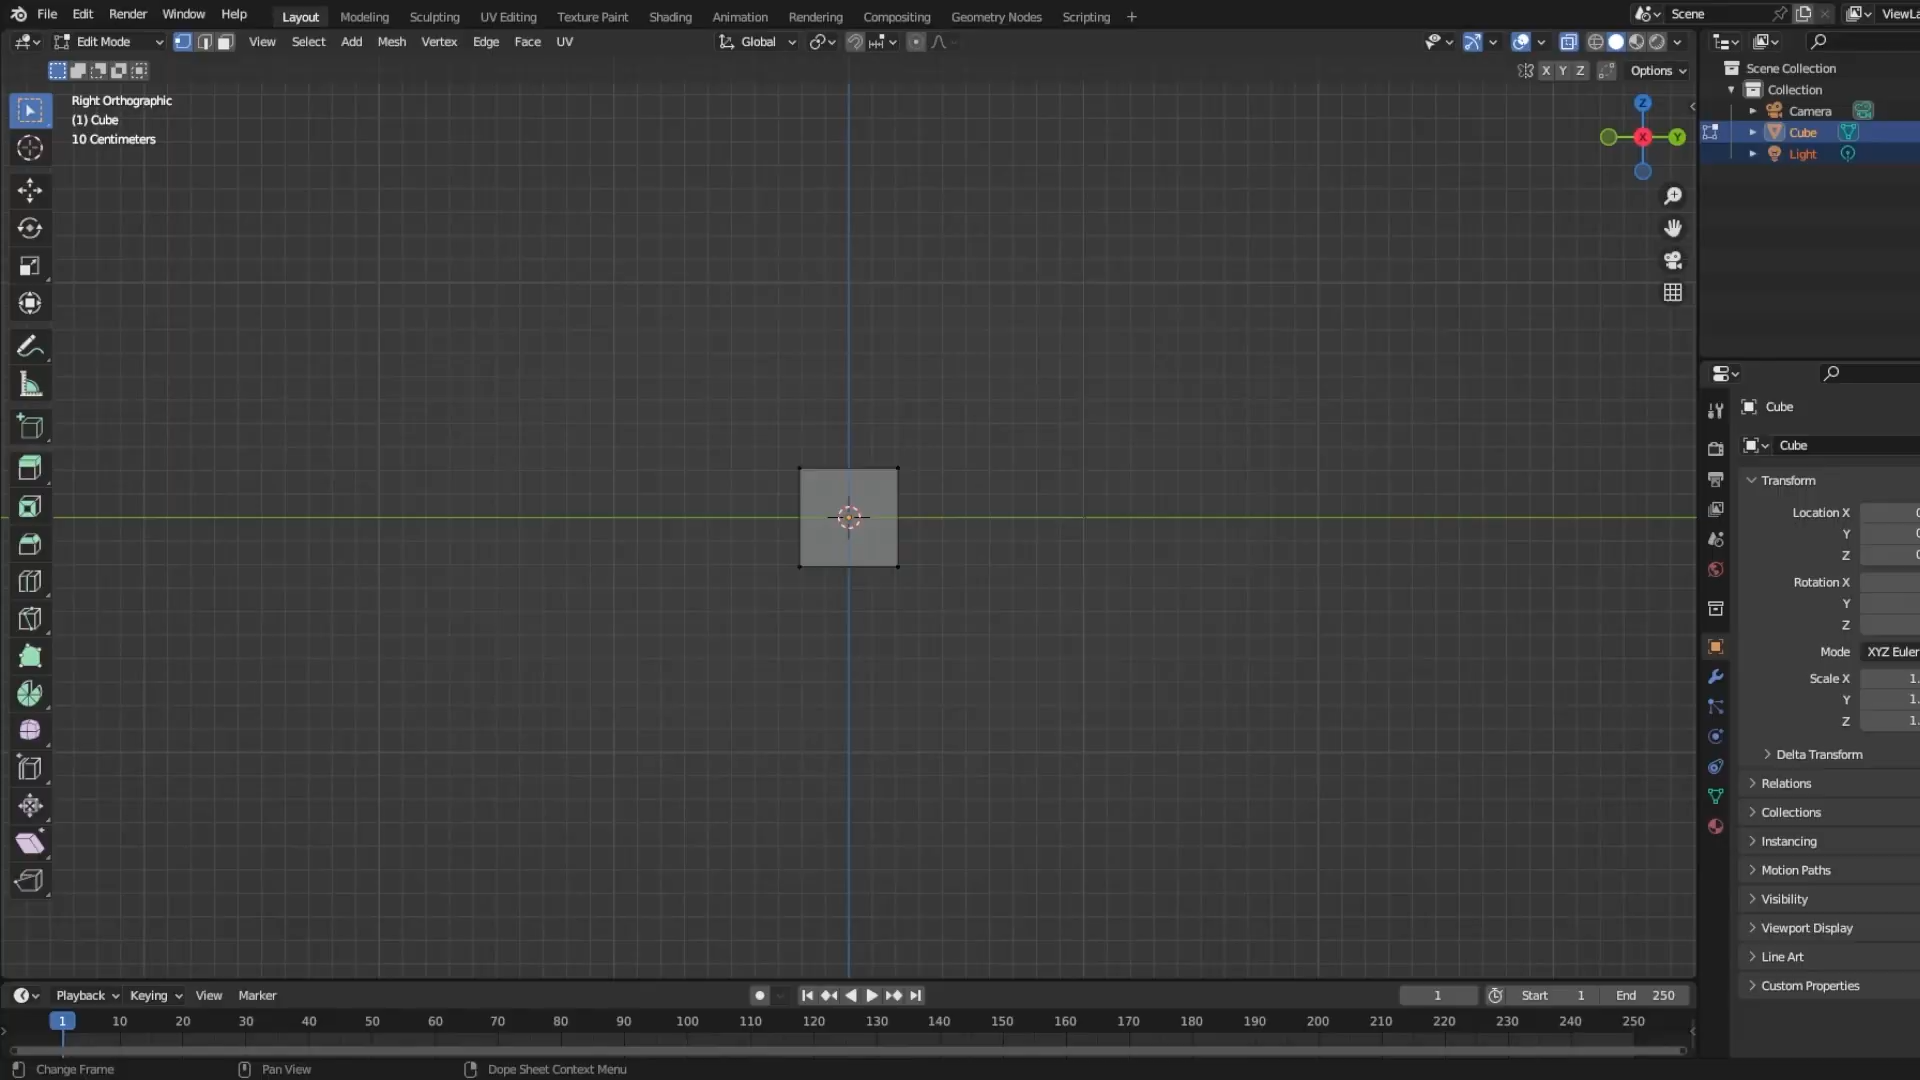 File Edit Render Window Help Layout Modeling Sculpting UV Editing Texture Paint Shading Animation Rendering Compositing Geometry Nodes Scripting + Scene
Edit Mode View Select Add Mesh Vertex Edge Face UV Global
X Y Z Options
Right Orthographic
(1) Cube
10 Centimeters
Z
X Y
Scene Collection
Collection
Camera
Cube
Light
Cube
Cube
Transform
Location X
Y
Z
Rotation X
Y
Z
Mode XYZ Euler
Scale X 1.
Y 1.
Z 1.
Delta Transform
Relations
Collections
Instancing
Motion Paths
Visibility
Viewport Display
Line Art
Custom Properties
Playback Keying View Marker 1 Start 1 End 250
1 10 20 30 40 50 60 70 80 90 100 110 120 130 140 150 160 170 180 190 200 210 220 230 240 250
Change Frame Pan View Dope Sheet Context Menu